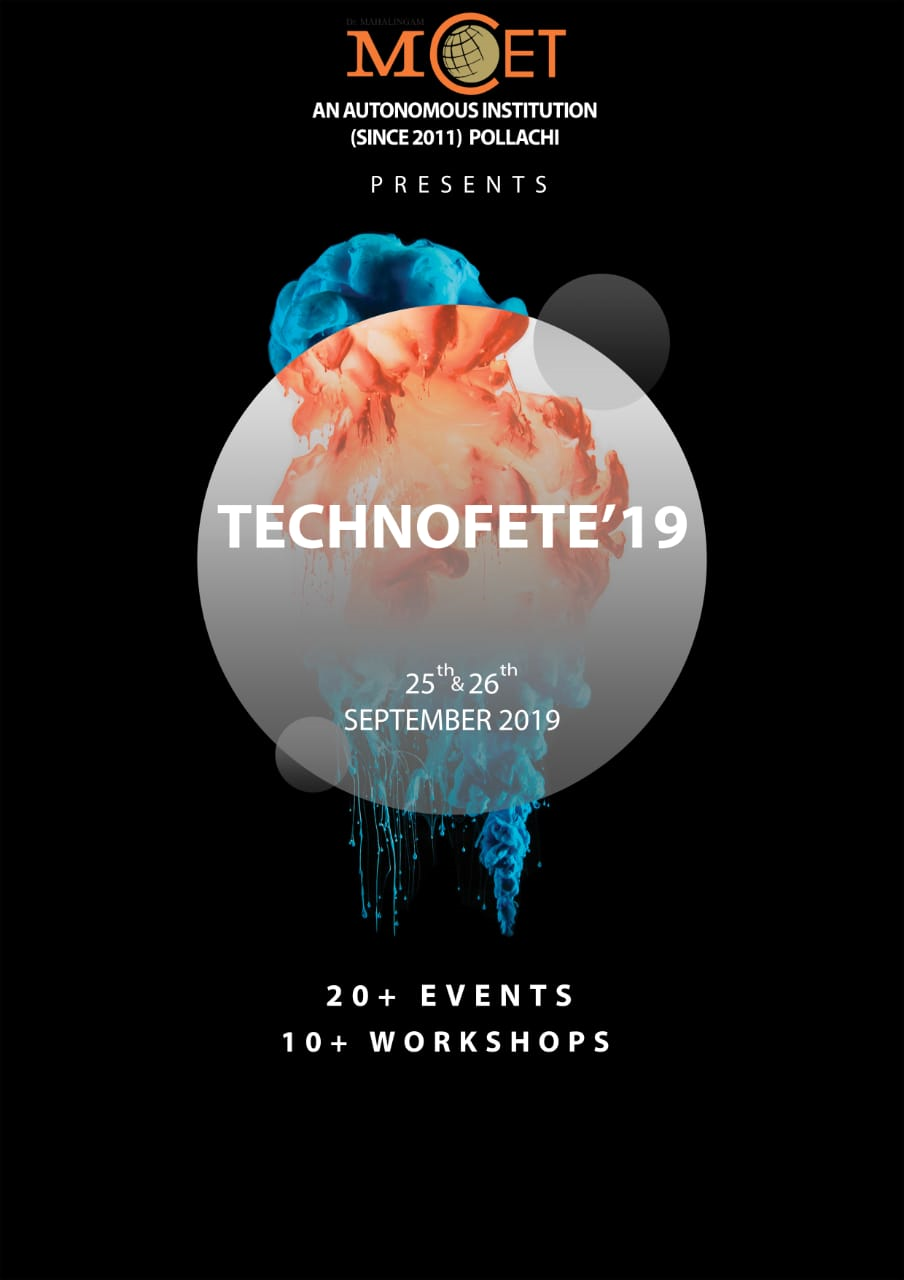 Dr. MAHALINGAM
MCET
AN AUTONOMOUS INSTITUTION
(SINCE 2011) POLLACHI
PRESENTS
TECHNOFETE'19
25th & 26th
SEPTEMBER 2019
20+ EVENTS
10+ WORKSHOPS